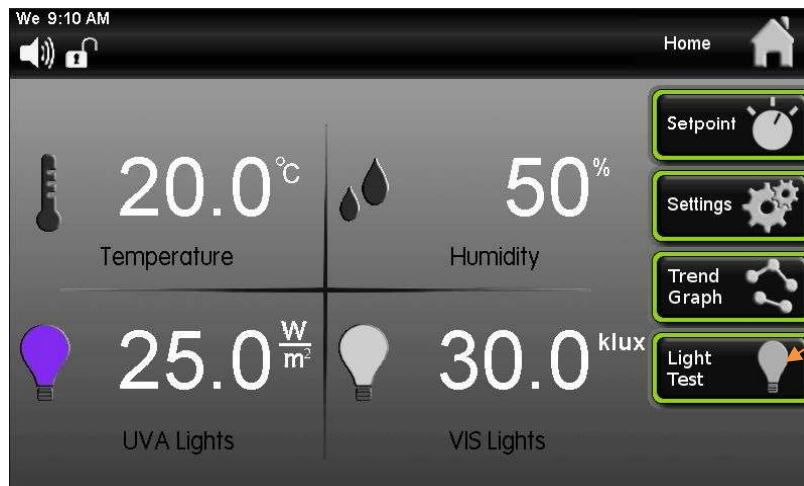 We 9:10 AM
Home
Setpoint
20.0°C
50%
Temperature
Humidity
Settings
Trend
Graph
25.0 W/m²
30.0 klux
UVA Lights
VIS Lights
Light
Test